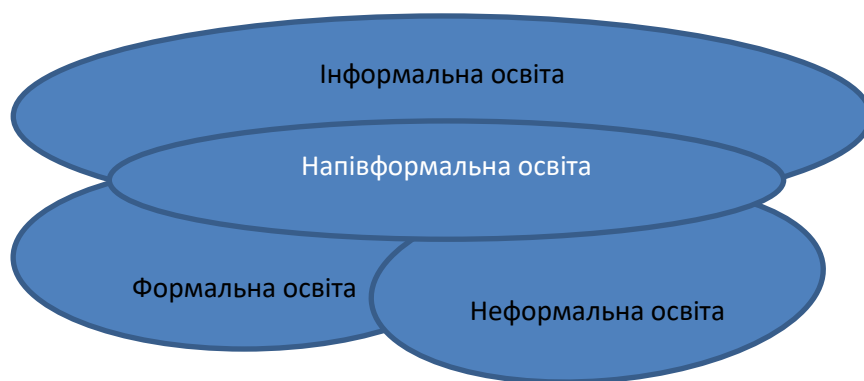 Інформальна освіта
Напівформальна освіта
Формальна освіта
Неформальна освіта